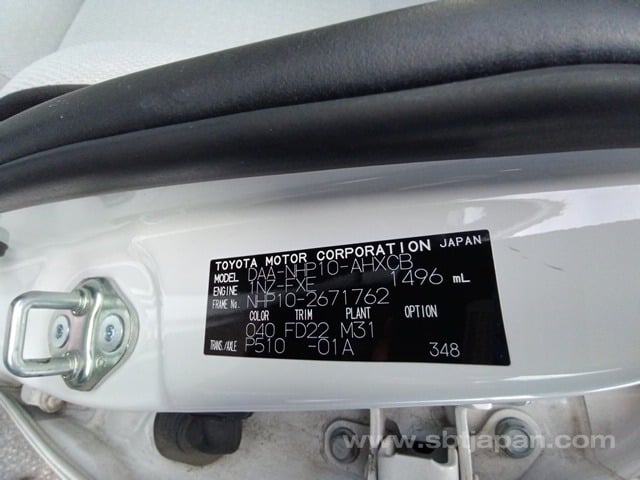 TOYOTA MOTOR CORPORATION JAPAN
MODEL DAA-NHP10-AHXCB
ENGINE 1NZ-FXE 1496 mL
FRAME No. NHP10-2671762
COLOR TRIM PLANT OPTION
040 FD22 M31
TRANS./AXLE P510 -01A 348
www.sbtjapan.com